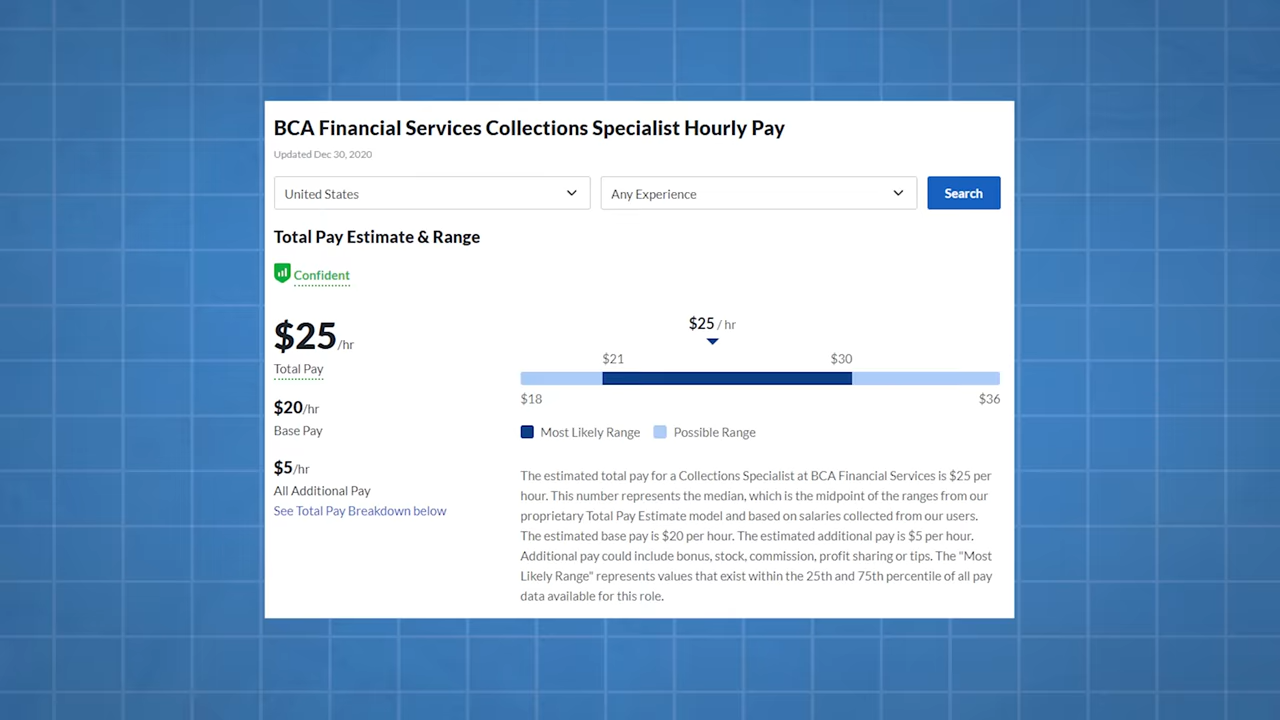 BCA Financial Services Collections Specialist Hourly Pay
Updated Dec 30, 2020
United States
Any Experience
Search
Total Pay Estimate & Range
Confident
$25/hr
Total Pay
$20/hr
Base Pay
$5/hr
All Additional Pay
See Total Pay Breakdown below
$25 / hr
$21
$30
$18
$36
Most Likely Range
Possible Range
The estimated total pay for a Collections Specialist at BCA Financial Services is $25 per
hour. This number represents the median, which is the midpoint of the ranges from our
proprietary Total Pay Estimate model and based on salaries collected from our users.
The estimated base pay is $20 per hour. The estimated additional pay is $5 per hour.
Additional pay could include bonus, stock, commission, profit sharing or tips. The "Most
Likely Range" represents values that exist within the 25th and 75th percentile of all pay
data available for this role.